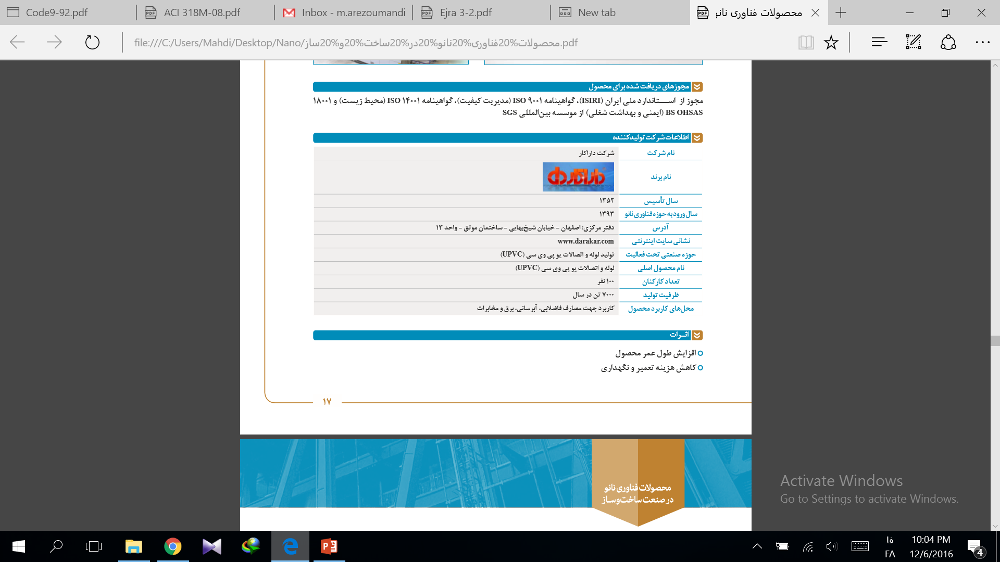 Code9-92.pdf
ACI 318M-08.pdf
Inbox - m.arezoumandi
Ejra 3-2.pdf
New tab
محصولات فناوری نانو
file:///C:/Users/Mahdi/Desktop/Nano/محصولات%20فناوری%20نانو%20در%20ساخت%20و%20ساز.pdf
مجوزهای دریافت شده برای محصول
مجوز از اســـتاندارد ملی ایران (ISIRI)، گواهینامه ISO ۹۰۰۱ (مدیریت کیفیت)، گواهینامه ISO ۱۴۰۰۱ (محیط زیست) و ۱۸۰۰۱
BS OHSAS (ایمنی و بهداشت شغلی) از موسسه بین‌المللی SGS
اطلاعات شرکت تولیدکننده
نام شرکت شرکت داراکار
نام برند داراکار
سال تأسیس ۱۳۵۲
سال ورود به حوزه فناوری نانو ۱۳۹۳
آدرس دفتر مرکزی: اصفهان - خیابان شیخ‌بهایی - ساختمان موثق - واحد ۱۳
نشانی سایت اینترنتی www.darakar.com
حوزه صنعتی تحت فعالیت تولید لوله و اتصالات یو پی وی سی (UPVC)
نام محصول اصلی لوله و اتصالات یو پی وی سی (UPVC)
تعداد کارکنان ۱۰۰ نفر
ظرفیت تولید ۷۰۰۰ تن در سال
محل‌های کاربرد محصول کاربرد جهت مصارف فاضلابی، آبرسانی، برق و مخابرات
اثــرات
افزایش طول عمر محصول
کاهش هزینه تعمیر و نگهداری
۱۷
محصولات فناوری نانو
در صنعت ساخت‌وسـاز
Activate Windows
Go to Settings to activate Windows.
فا
FA
10:04 PM
12/6/2016
4